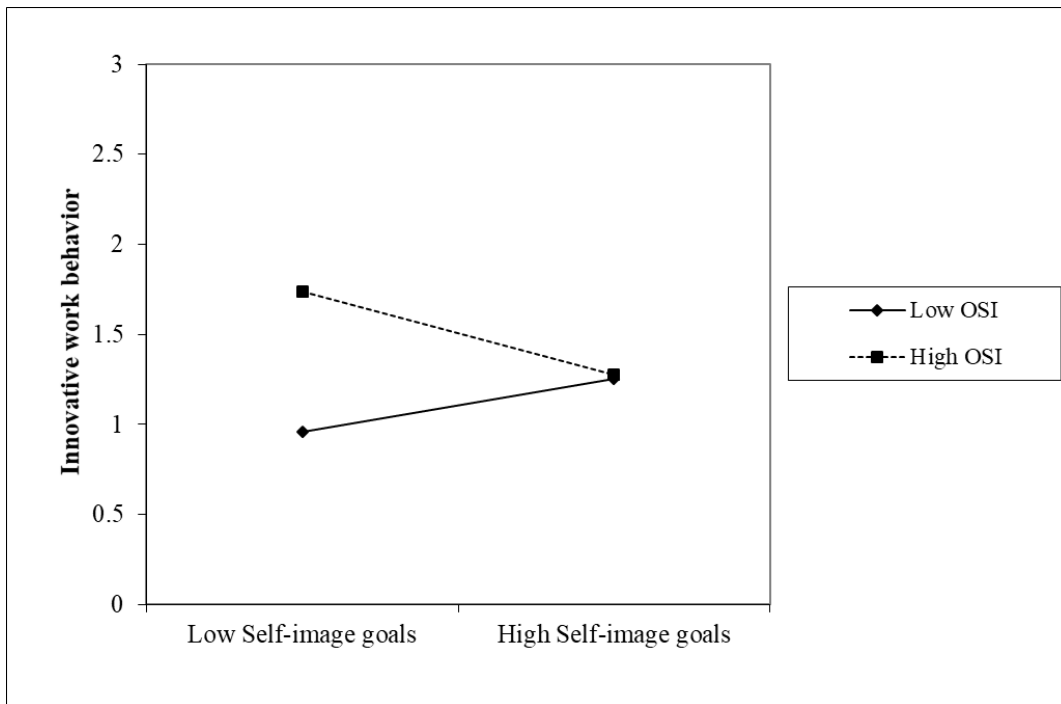 3
2.5
2
1.5
1
0.5
0
Innovative work behavior
Low Self-image goals
High Self-image goals
Low OSI
High OSI